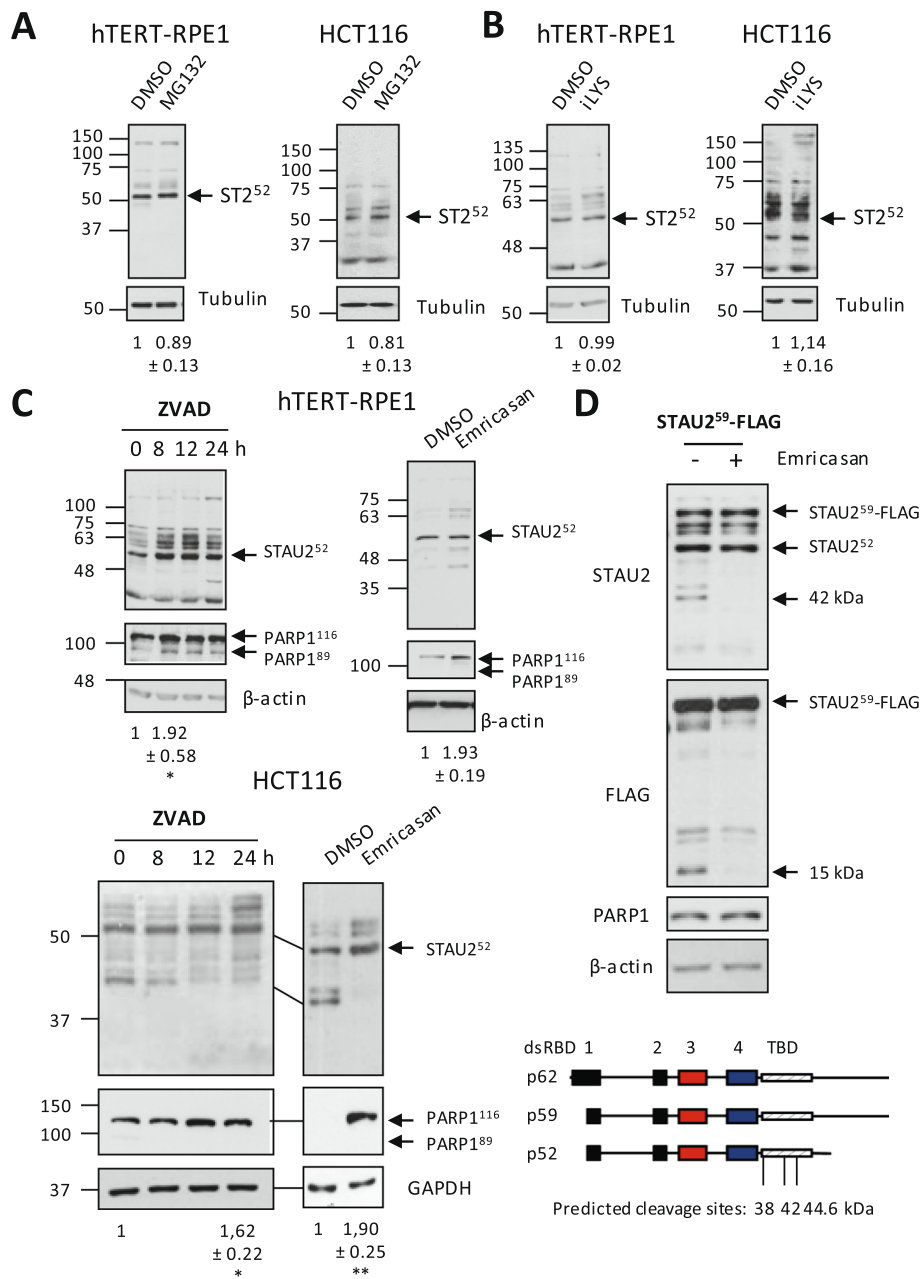 A
hTERT-RPE1
HCT116
DMSO
MG132
DMSO
MG132
150
100
75
50
37
ST2⁵²
150
100
75
50
37
ST2⁵²
50
Tubulin
50
Tubulin
1 0.89
± 0.13
1 0.81
± 0.13
B
hTERT-RPE1
HCT116
DMSO
iLYS
DMSO
iLYS
135
100
75
63
48
ST2⁵²
150
100
75
50
37
ST2⁵²
50
Tubulin
50
Tubulin
1 0.99
± 0.02
1 1,14
± 0.16
C
hTERT-RPE1
ZVAD
0 8 12 24 h
100
75
63
48
STAU2⁵²
100
PARP1¹¹⁶
PARP1⁸⁹
48
β-actin
1 1.92
± 0.58
*
DMSO
Emricasan
75
63
48
35
STAU2⁵²
100
PARP1¹¹⁶
PARP1⁸⁹
β-actin
1 1.93
± 0.19
HCT116
ZVAD
0 8 12 24 h
DMSO
Emricasan
50
37
STAU2⁵²
150
100
PARP1¹¹⁶
PARP1⁸⁹
37
GAPDH
1 1,62
± 0.22
*
1 1,90
± 0.25
**
D
STAU2⁵⁹-FLAG
- + Emricasan
STAU2
STAU2⁵⁹-FLAG
STAU2⁵²
42 kDa
FLAG
STAU2⁵⁹-FLAG
15 kDa
PARP1
β-actin
dsRBD 1 2 3 4 TBD
p62
p59
p52
Predicted cleavage sites: 38 42 44.6 kDa